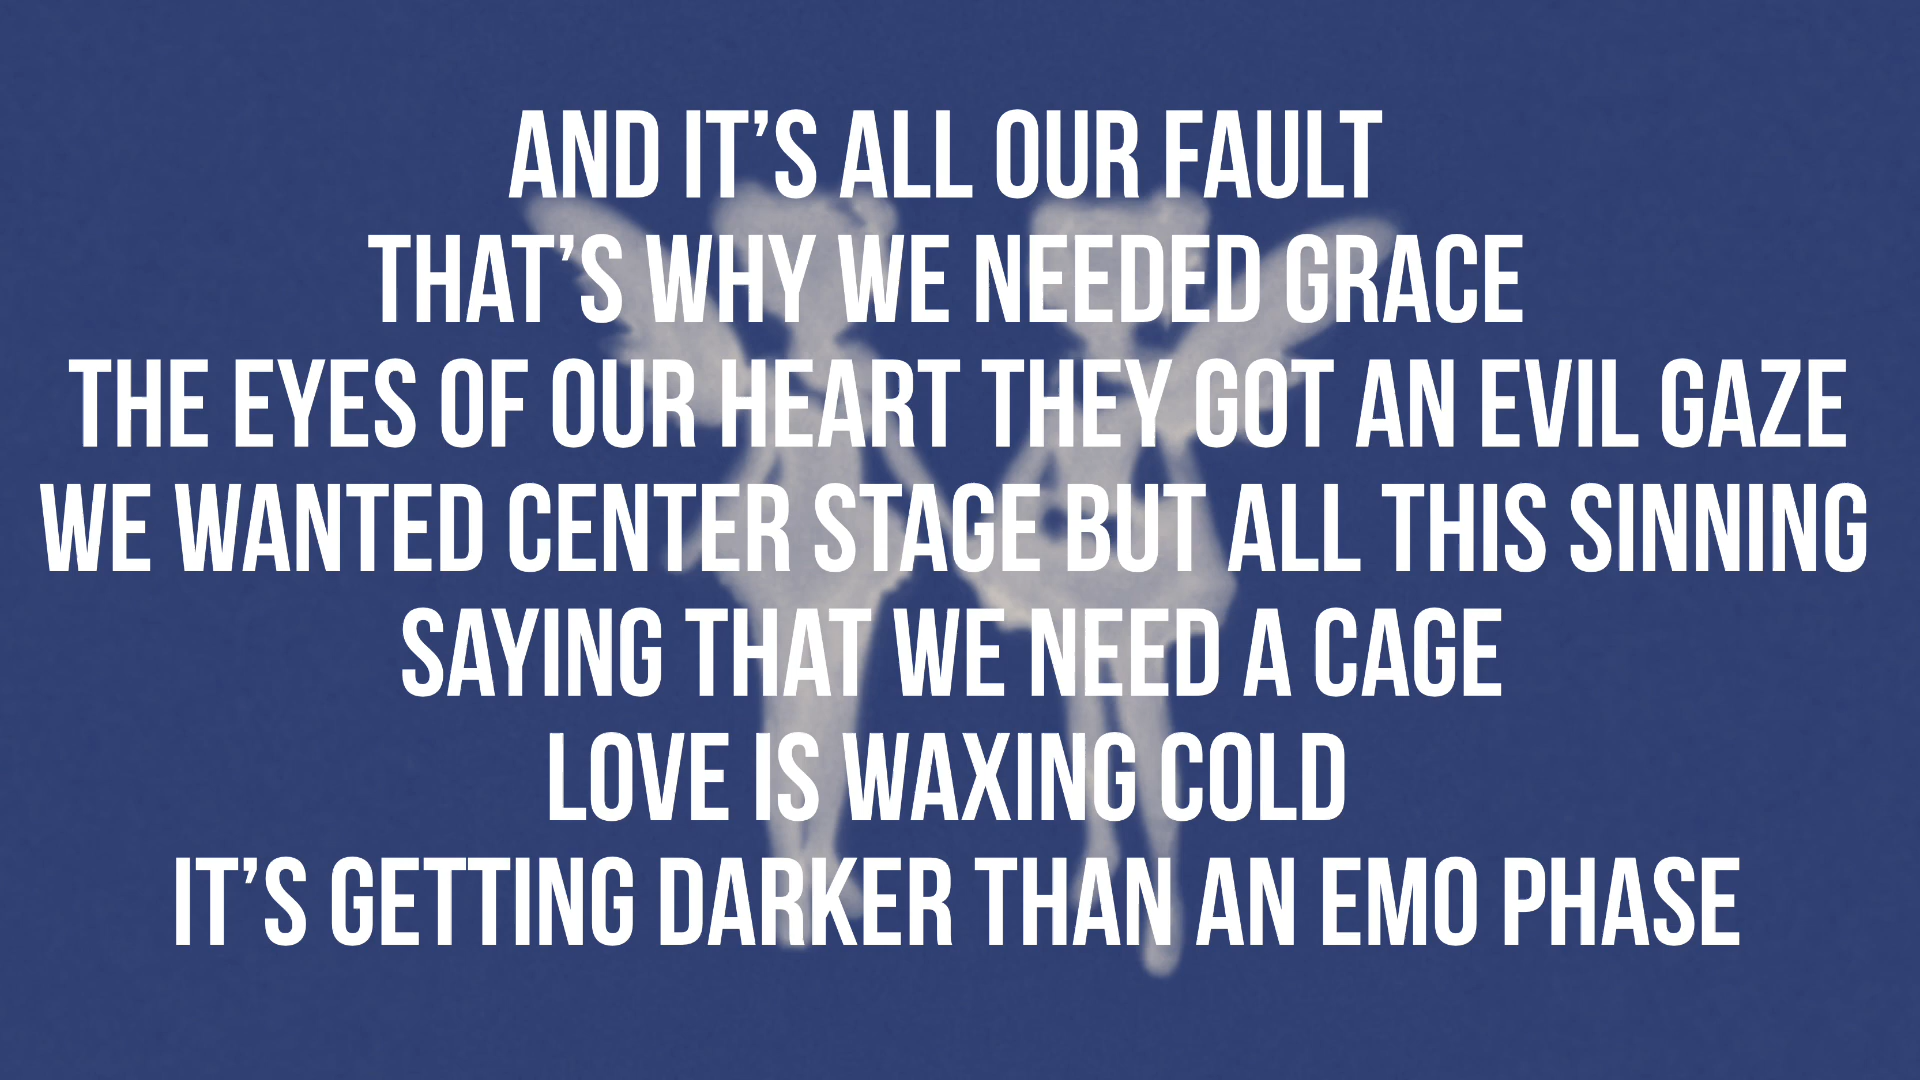 AND IT’S ALL OUR FAULT
THAT’S WHY WE NEEDED GRACE
THE EYES OF OUR HEART THEY GOT AN EVIL GAZE
WE WANTED CENTER STAGE BUT ALL THIS SINNING
SAYING THAT WE NEED A CAGE
LOVE IS WAXING COLD
IT’S GETTING DARKER THAN AN EMO PHASE